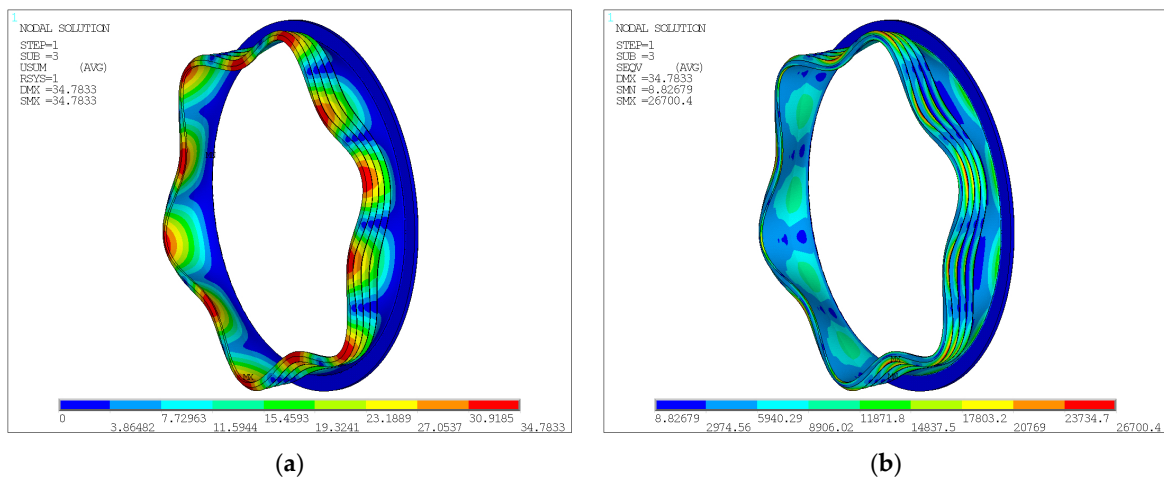 1
NODAL SOLUTION
STEP=1
SUB =3
USUM (AVG)
RSYS=1
DMX =34.7833
SMX =34.7833
MN
MX
0 7.72963 15.4593 23.1889 30.9185
3.86482 11.5944 19.3241 27.0537 34.7833
(a)
1
NODAL SOLUTION
STEP=1
SUB =3
SEQV (AVG)
DMX =34.7833
SMN =8.82679
SMX =26700.4
MX
8.82679 5940.29 11871.8 17803.2 23734.7
2974.56 8906.02 14837.5 20769 26700.4
(b)